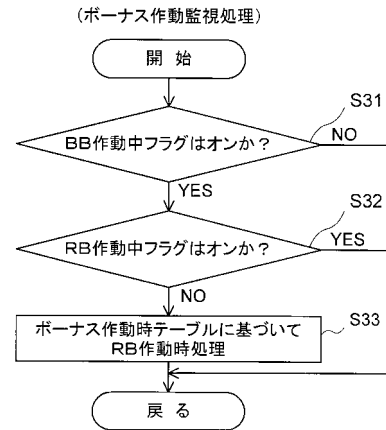 (ボーナス作動監視処理)
開 始
S31
BB作動中フラグはオンか？
NO
YES
S32
RB作動中フラグはオンか？
YES
NO
S33
ボーナス作動時テーブルに基づいて
RB作動時処理
戻 る